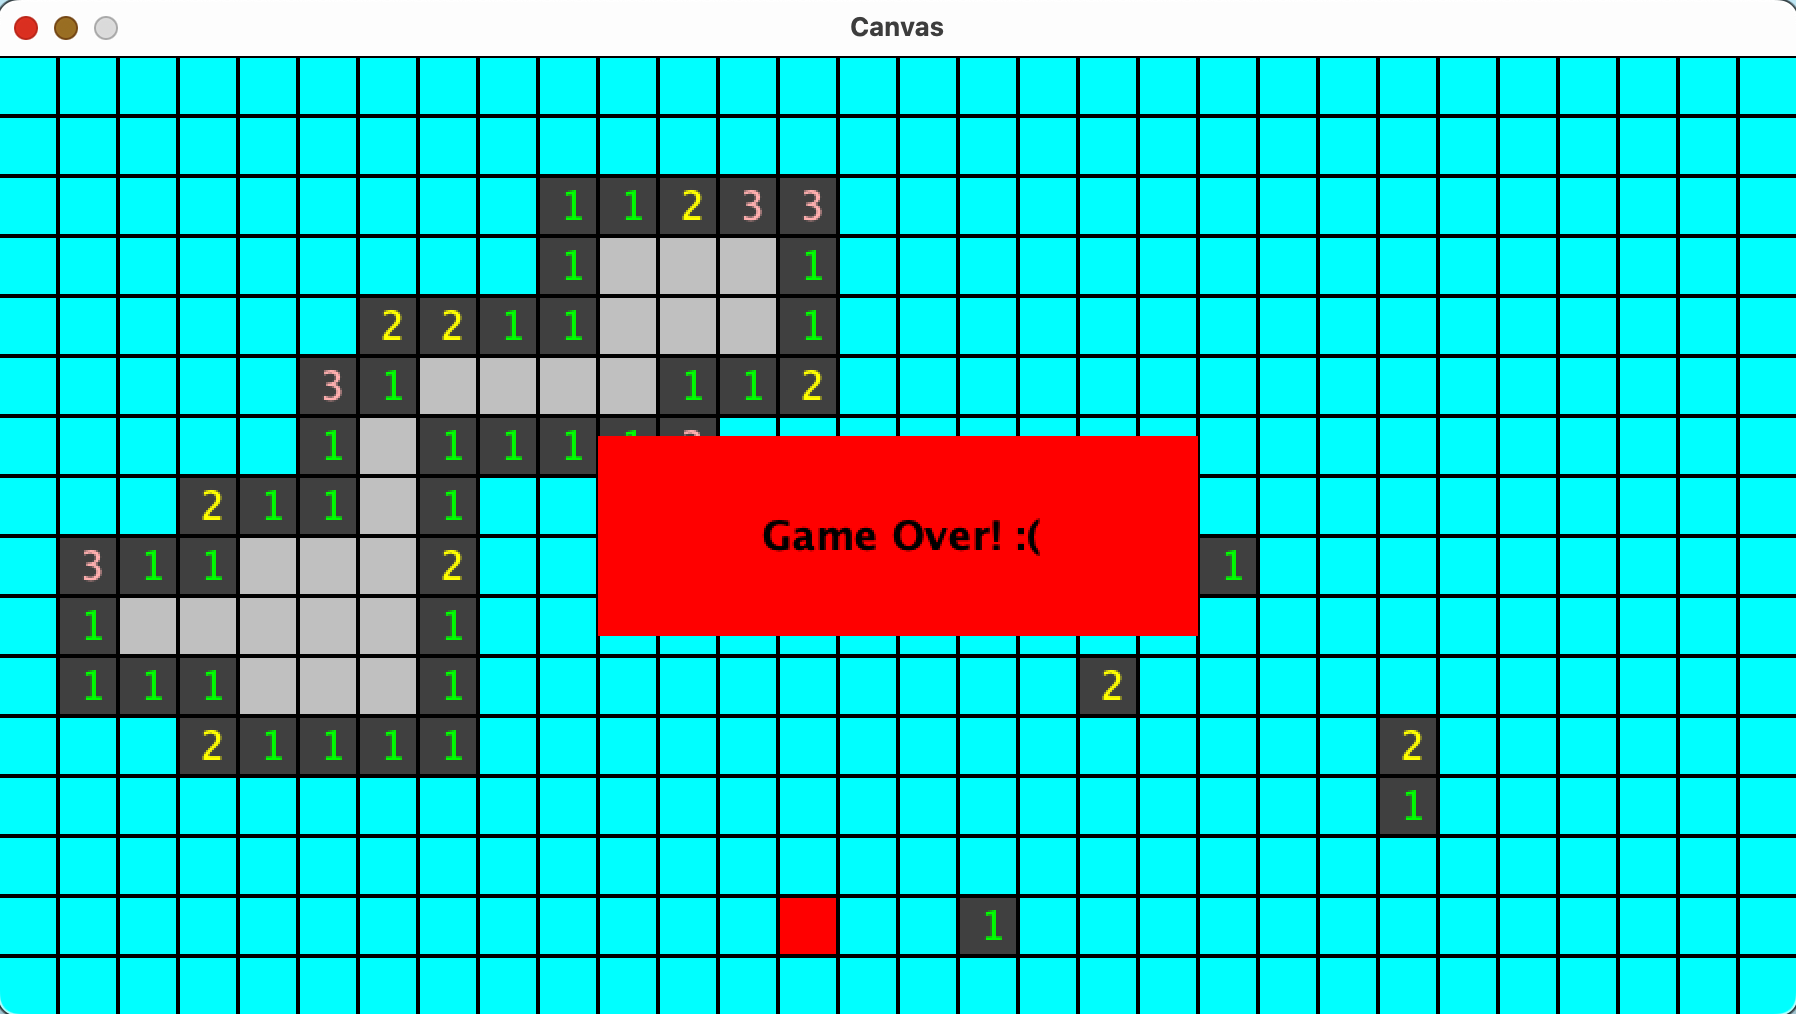 Canvas
1 1 2 3 3
1 1
2 2 1 1 1
3 1 1 1 2
1 1 1 1
2 1 1 1
3 1 1 2 1
1 1
1 1 1 1 2
2 1 1 1 1 2
1
1
Game Over! :(